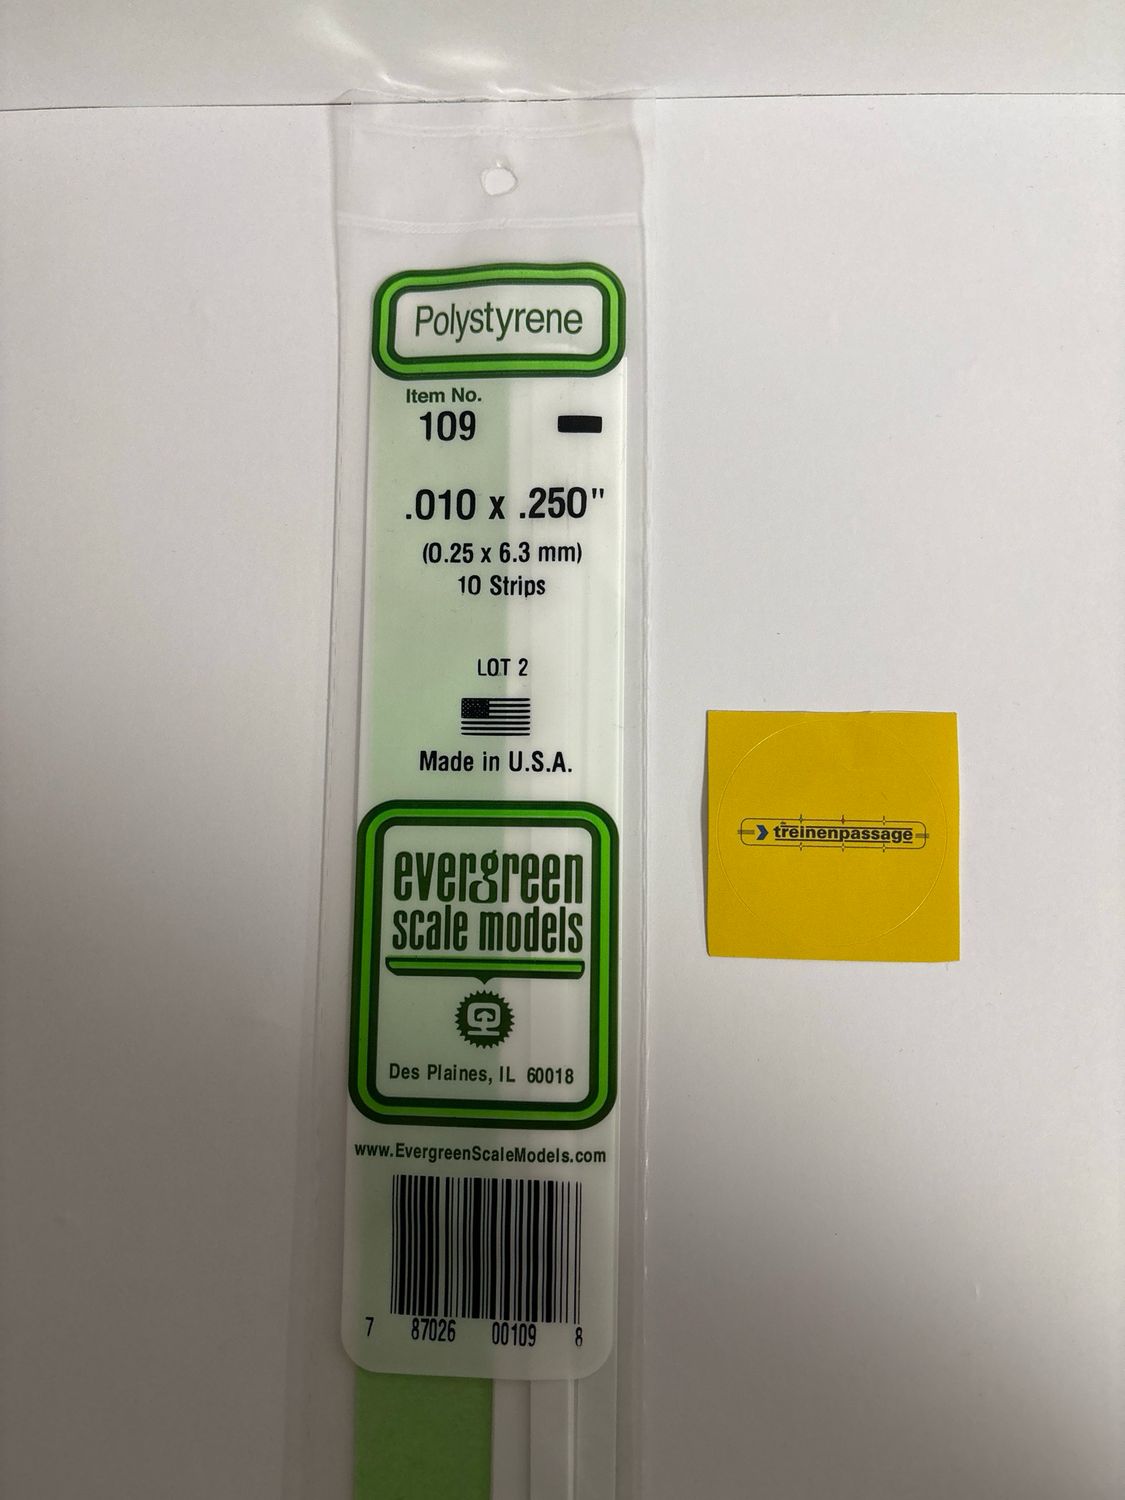 Polystyrene
Item No.
109
.010 x .250"
(0.25 x 6.3 mm)
10 Strips
LOT 2
Made in U.S.A.
evergreen
scale models
Des Plaines, IL 60018
www.EvergreenScaleModels.com
7 87026 00109 8
de
treinenpassage